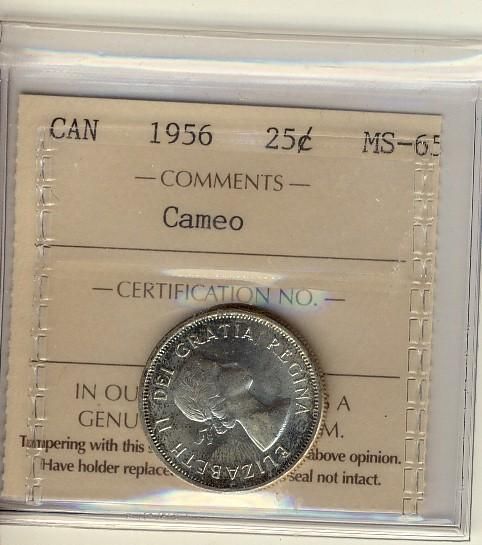 CAN 1956 25¢ MS-65
— COMMENTS —
Cameo
— CERTIFICATION NO. —
IN OU A
GENU M.
Tampering with this above opinion.
Have holder replace seal not intact.
ELIZABETH II DEI GRATIA REGINA